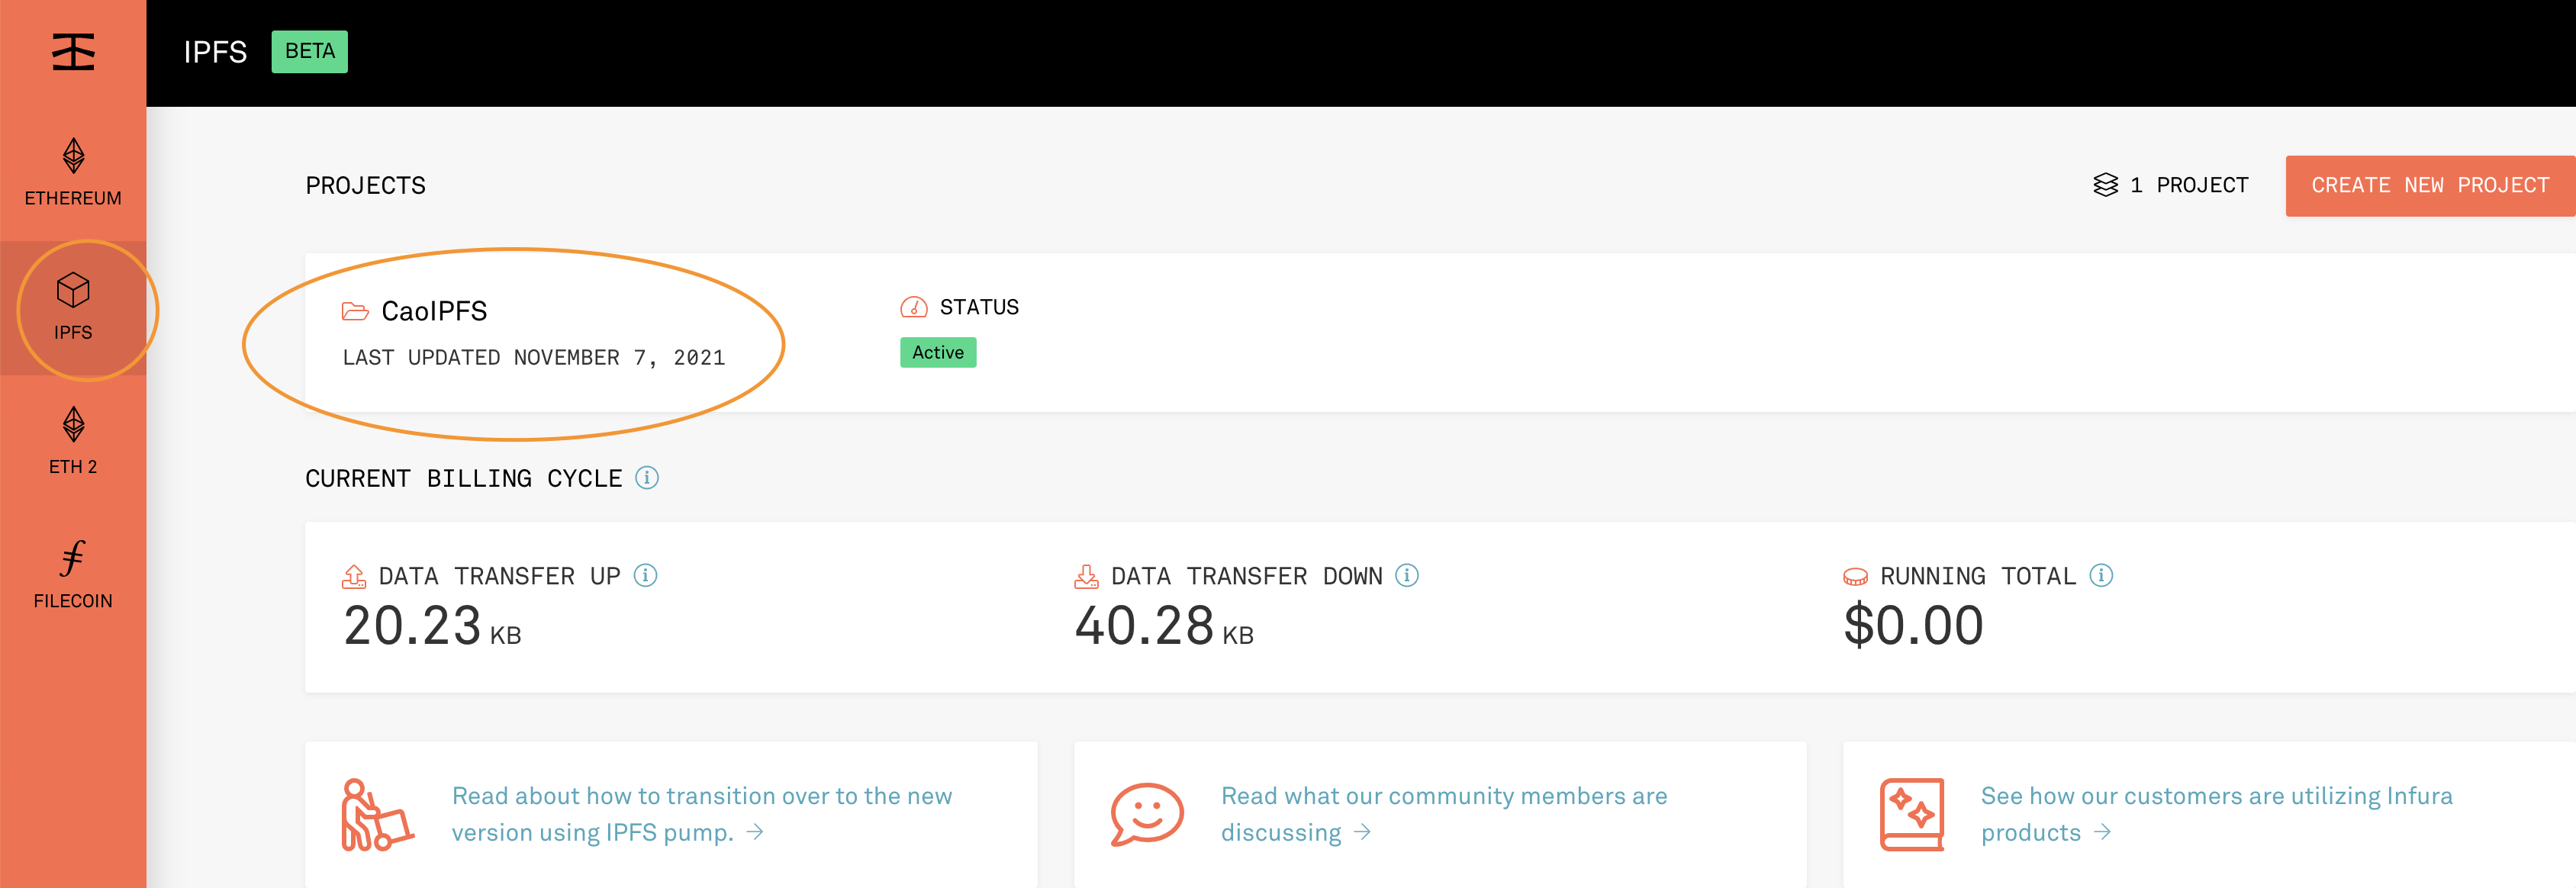 IPFS BETA
ETHEREUM
IPFS
ETH 2
FILECOIN
PROJECTS
1 PROJECT
CREATE NEW PROJECT
CaoIPFS
LAST UPDATED NOVEMBER 7, 2021
STATUS
Active
CURRENT BILLING CYCLE
DATA TRANSFER UP
20.23 KB
DATA TRANSFER DOWN
40.28 KB
RUNNING TOTAL
$0.00
Read about how to transition over to the new
version using IPFS pump. →
Read what our community members are
discussing →
See how our customers are utilizing Infura
products →